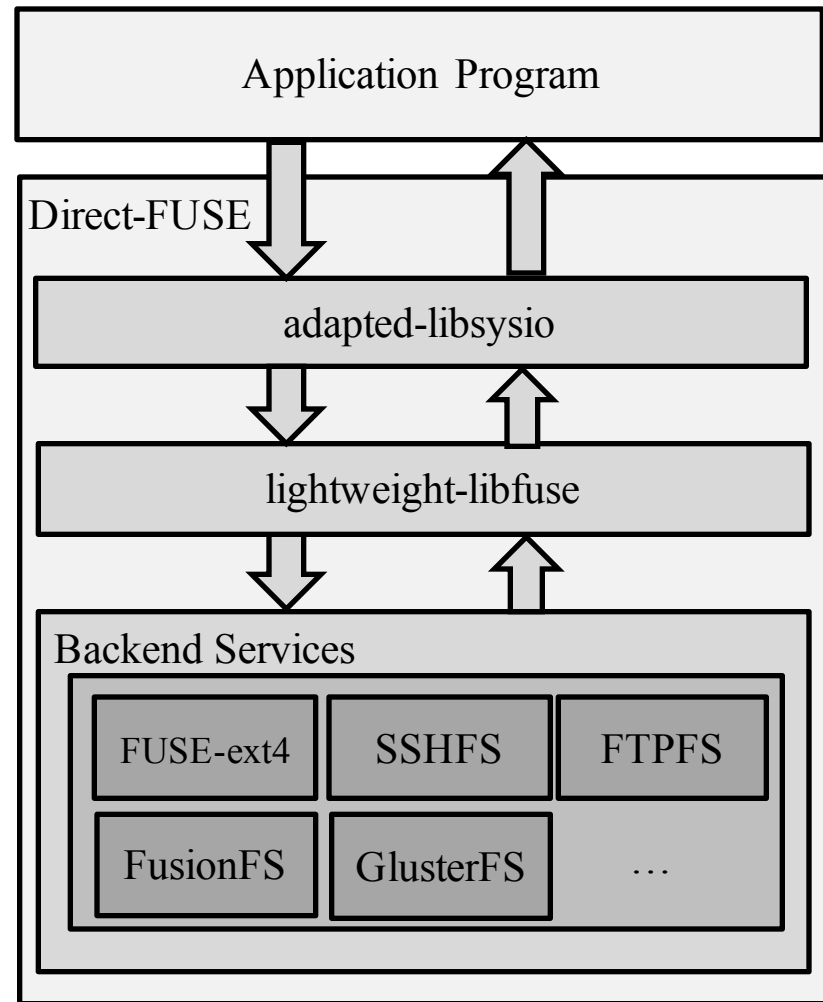 Application Program
Direct-FUSE
adapted-libsysio
lightweight-libfuse
Backend Services
FUSE-ext4 SSHFS FTPFS
FusionFS GlusterFS …